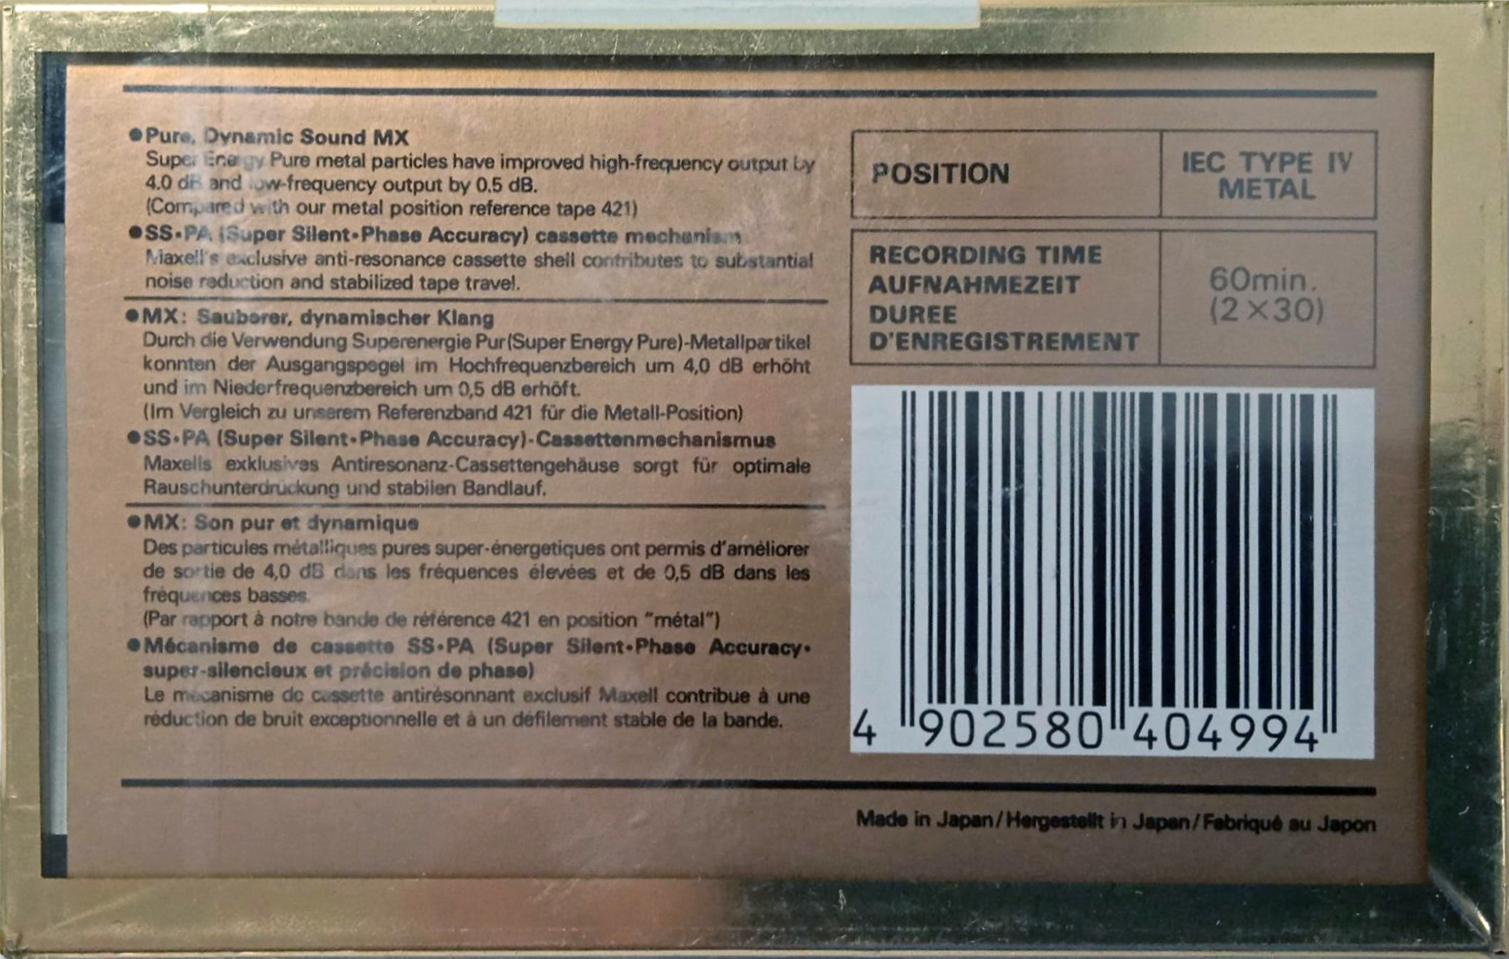 ●Pure, Dynamic Sound MX
Super Energy Pure metal particles have improved high-frequency output by
4.0 dB and low-frequency output by 0.5 dB.
(Compared with our metal position reference tape 421)
●SS•PA (Super Silent•Phase Accuracy) cassette mechanism
Maxell's exclusive anti-resonance cassette shell contributes to substantial
noise reduction and stabilized tape travel.
●MX: Sauberer, dynamischer Klang
Durch die Verwendung Superenergie Pur(Super Energy Pure)-Metallpartikel
konnten der Ausgangspegel im Hochfrequenzbereich um 4,0 dB erhöht
und im Niederfrequenzbereich um 0,5 dB erhöft.
(Im Vergleich zu unserem Referenzband 421 für die Metall-Position)
●SS•PA (Super Silent•Phase Accuracy)-Cassettenmechanismus
Maxells exklusives Antiresonanz-Cassettengehäuse sorgt für optimale
Rauschunterdruckung und stabilen Bandlauf.
●MX: Son pur et dynamique
Des particules métalliques pures super-énergetiques ont permis d'améliorer
de sortie de 4,0 dB dans les fréquences élevées et de 0,5 dB dans les
fréquences basses.
(Par rapport à notre bande de référence 421 en position "métal")
●Mécanisme de cassette SS•PA (Super Silent•Phase Accuracy•
super-silencieux et précision de phase)
Le mécanisme de cassette antirésonnant exclusif Maxell contribue à une
réduction de bruit exceptionnelle et à un défilement stable de la bande.
POSITION
IEC TYPE IV
METAL
RECORDING TIME
AUFNAHMEZEIT
DUREE
D'ENREGISTREMENT
60min.
(2×30)
4 902580 404994
Made in Japan/Hergestellt in Japan/Fabriqué au Japon